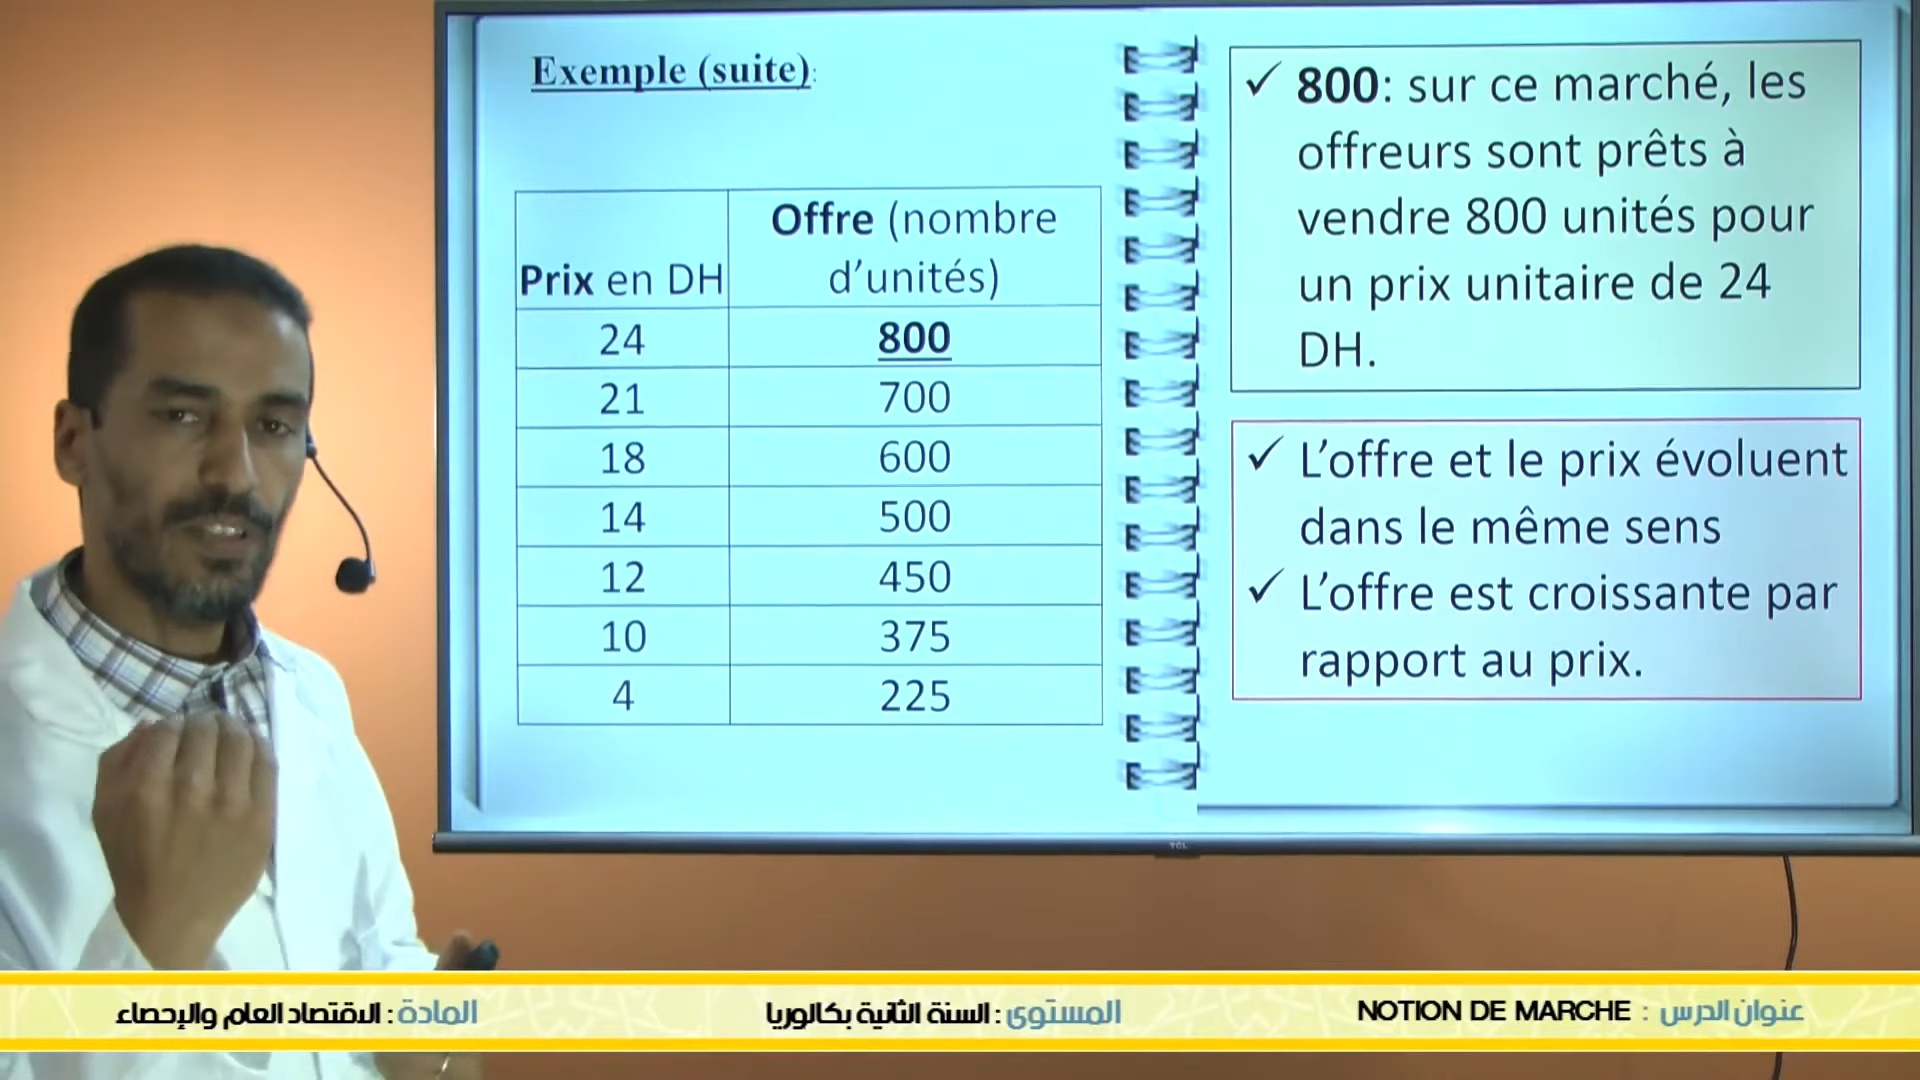 Exemple (suite):
Prix en DH | Offre (nombre d’unités)
24 | 800
21 | 700
18 | 600
14 | 500
12 | 450
10 | 375
4 | 225
✓ 800: sur ce marché, les
offreurs sont prêts à
vendre 800 unités pour
un prix unitaire de 24
DH.
✓ L’offre et le prix évoluent
dans le même sens
✓ L’offre est croissante par
rapport au prix.
TCL
عنوان الدرس : NOTION DE MARCHE
المستوى : السنة الثانية بكالوريا
المادة : الاقتصاد العام والإحصاء